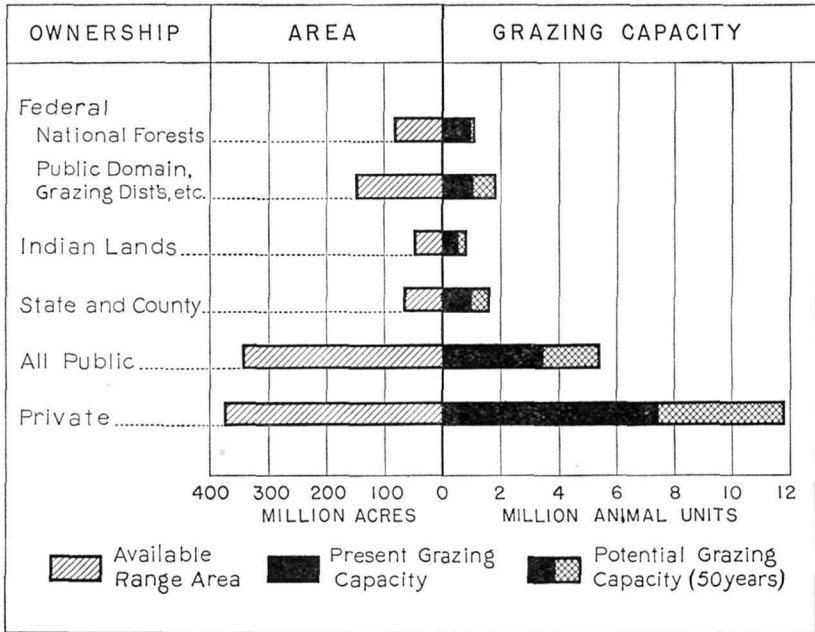 OWNERSHIP AREA GRAZING CAPACITY
Federal
National Forests
Public Domain,
Grazing Dist's, etc.
Indian Lands
State and County
All Public
Private
400 300 200 100 0 2 4 6 8 10 12
MILLION ACRES MILLION ANIMAL UNITS
Available
Range Area
Present Grazing
Capacity
Potential Grazing
Capacity (50years)